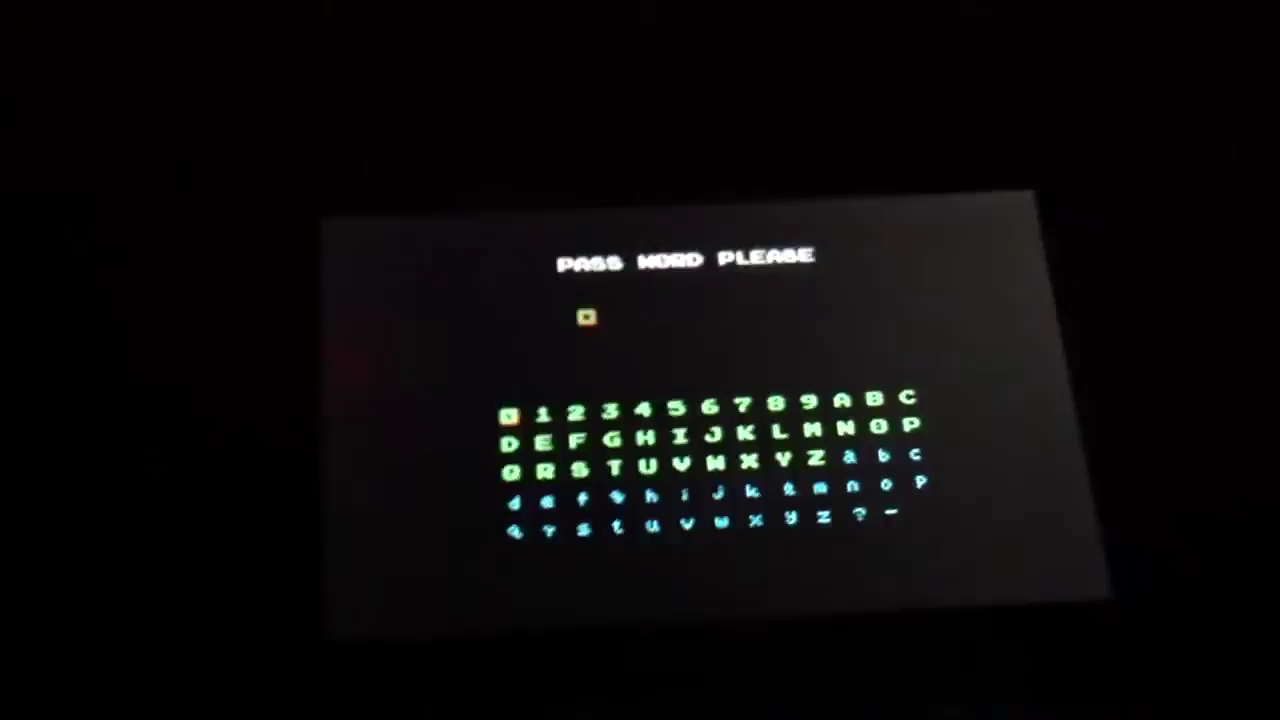 PASS WORD PLEASE
0 1 2 3 4 5 6 7 8 9 A B C
D E F G H I J K L M N O P
Q R S T U V W X Y Z a b c
d e f g h i j k l m n o p
q r s t u v w x y z ? -